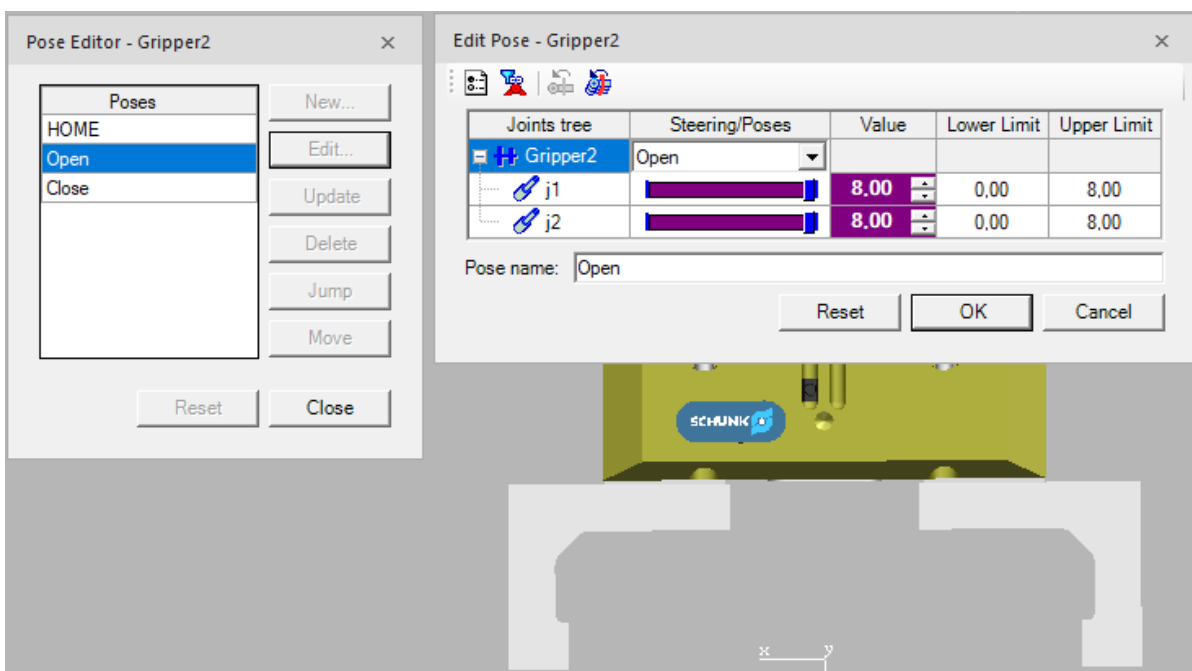 Pose Editor - Gripper2
Poses
HOME
Open
Close
New...
Edit...
Update
Delete
Jump
Move
Reset
Close
Edit Pose - Gripper2
Joints tree Steering/Poses Value Lower Limit Upper Limit
Gripper2 Open
j1 8,00 0,00 8,00
j2 8,00 0,00 8,00
Pose name: Open
Reset OK Cancel
SCHUNK
x y